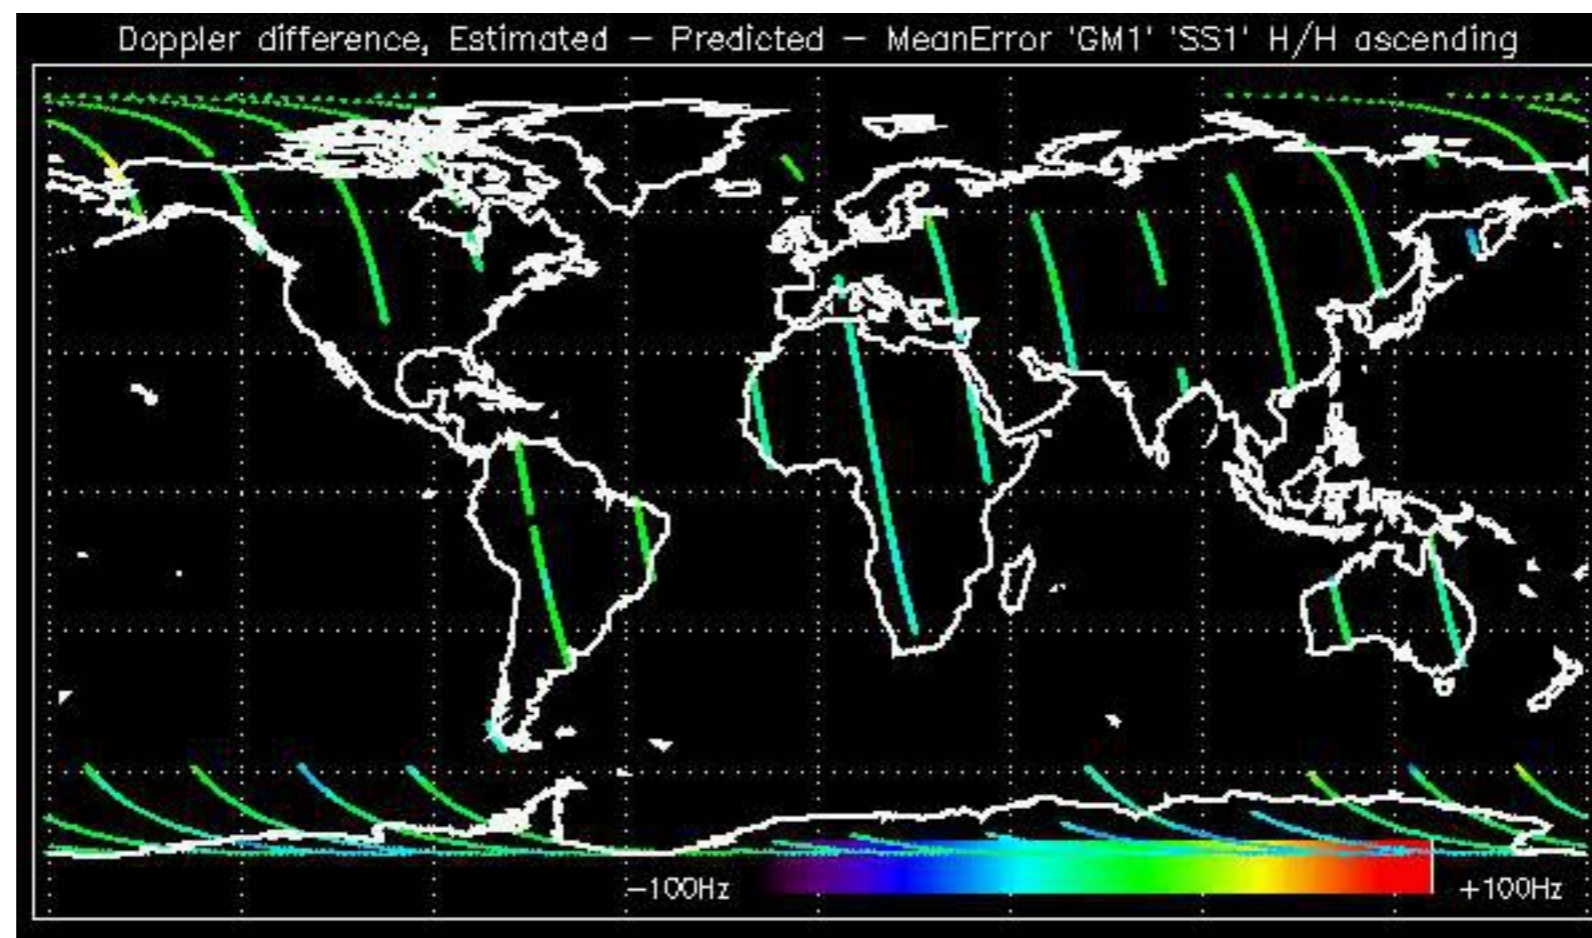 Doppler difference, Estimated – Predicted – MeanError 'GM1' 'SS1' H/H ascending
–100Hz +100Hz